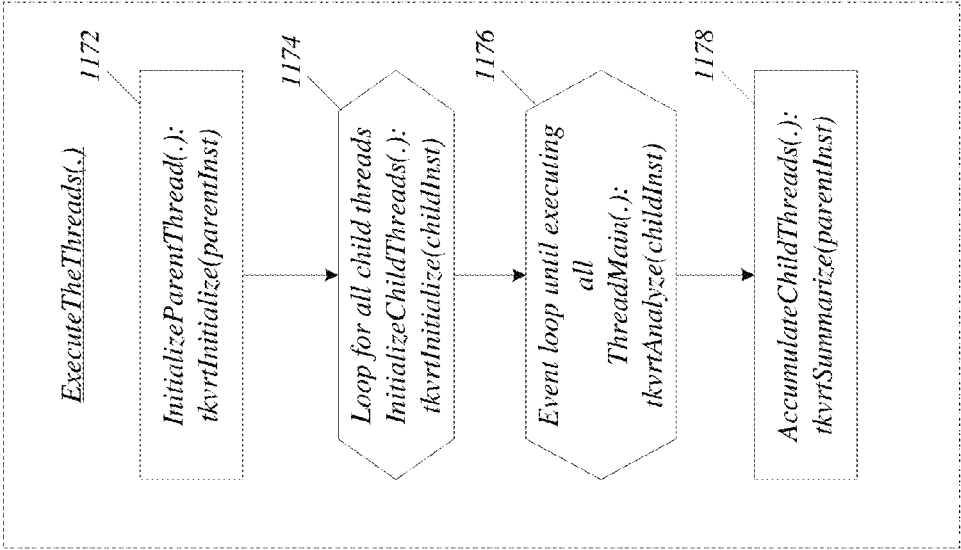 ExecuteTheThreads(.)
1172
InitializeParentThread(.):
tkvrtInitialize(parentInst)
1174
Loop for all child threads
InitializeChildThreads(.):
tkvrtInitialize(childInst)
1176
Event loop until executing
all
ThreadMain(.):
tkvrtAnalyze(childInst)
1178
AccumulateChildThreads(.):
tkvrtSummarize(parentInst)